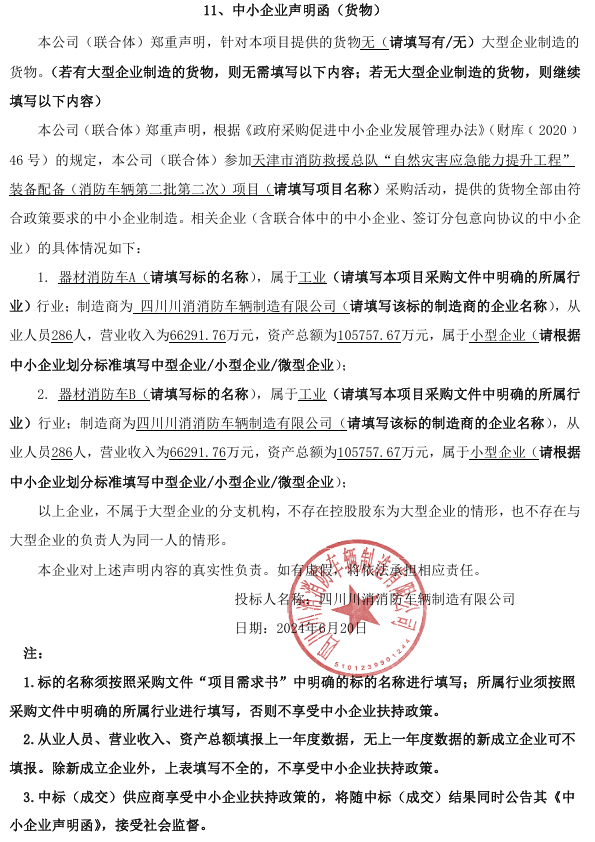 11、中小企业声明函（货物）
本公司（联合体）郑重声明，针对本项目提供的货物无（请填写有/无）大型企业制造的
货物。（若有大型企业制造的货物，则无需填写以下内容；若无大型企业制造的货物，则继续
填写以下内容）
本公司（联合体）郑重声明，根据《政府采购促进中小企业发展管理办法》（财库﹝2020﹞
46 号）的规定，本公司（联合体）参加天津市消防救援总队“自然灾害应急能力提升工程”
装备配备（消防车辆第二批第二次）项目（请填写项目名称）采购活动，提供的货物全部由符
合政策要求的中小企业制造。相关企业（含联合体中的中小企业、签订分包意向协议的中小企
业）的具体情况如下：
1. 器材消防车A（请填写标的名称），属于工业（请填写本项目采购文件中明确的所属行
业）行业；制造商为 四川川消消防车辆制造有限公司（请填写该标的制造商的企业名称），从
业人员286人，营业收入为66291.76万元，资产总额为105757.67万元，属于小型企业（请根据
中小企业划分标准填写中型企业/小型企业/微型企业）；
2. 器材消防车B（请填写标的名称），属于工业（请填写本项目采购文件中明确的所属行
业）行业；制造商为四川川消消防车辆制造有限公司（请填写该标的制造商的企业名称），从
业人员286人，营业收入为66291.76万元，资产总额为105757.67万元，属于小型企业（请根据
中小企业划分标准填写中型企业/小型企业/微型企业）；
以上企业，不属于大型企业的分支机构，不存在控股股东为大型企业的情形，也不存在与
大型企业的负责人为同一人的情形。
本企业对上述声明内容的真实性负责。如有虚假，将依法承担相应责任。
投标人名称：四川川消消防车辆制造有限公司
日期：2024年6月20日
四川川消消防车辆制造有限公司
5101239901244
注：
1.标的名称须按照采购文件“项目需求书”中明确的标的名称进行填写；所属行业须按照
采购文件中明确的所属行业进行填写，否则不享受中小企业扶持政策。
2.从业人员、营业收入、资产总额填报上一年度数据，无上一年度数据的新成立企业可不
填报。除新成立企业外，上表填写不全的，不享受中小企业扶持政策。
3.中标（成交）供应商享受中小企业扶持政策的，将随中标（成交）结果同时公告其《中
小企业声明函》，接受社会监督。